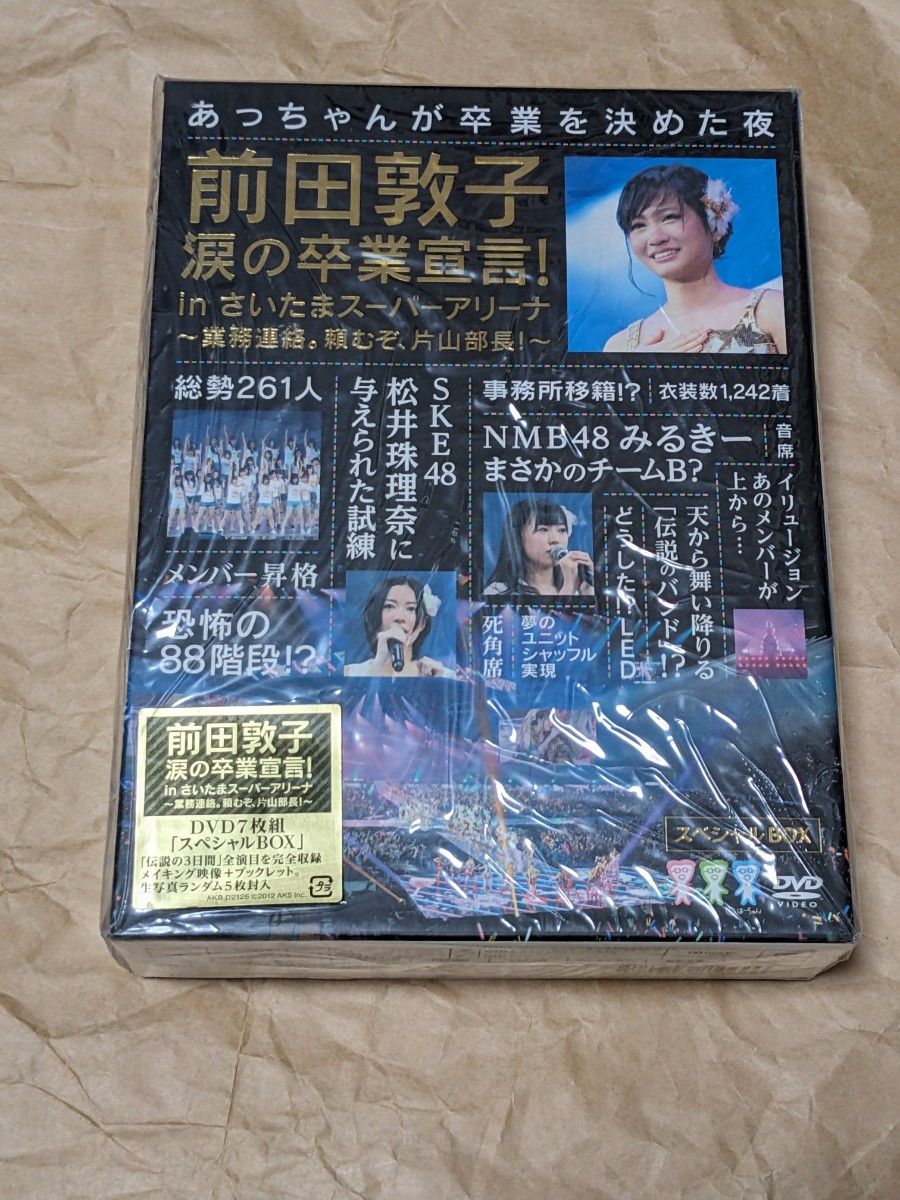 あっちゃんが卒業を決めた夜
前田敦子
涙の卒業宣言!
in さいたまスーパーアリーナ
～業務連絡。頼むぞ、片山部長!～
総勢261人
メンバー昇格
恐怖の
88階段!?
SKE48
松井珠理奈に
与えられた試練
事務所移籍!?
衣装数1,242着
NMB48 みるきー
まさかのチームB?
音席
イリュージョン
あのメンバーが
上から…
天から舞い降りる
「伝説のバンド」!?
どうした!? LED
死角席
夢の
ユニット
シャッフル
実現
前田敦子
涙の卒業宣言!
in さいたまスーパーアリーナ
～業務連絡。頼むぞ、片山部長!～
DVD7枚組
「スペシャルBOX」
「伝説の3日間」全演目を完全収録
メイキング映像+ブックレット。
生写真ランダム5枚封入
AKB-D2125 ©2012 AKS Inc.
スペシャルBOX
DVD
VIDEO